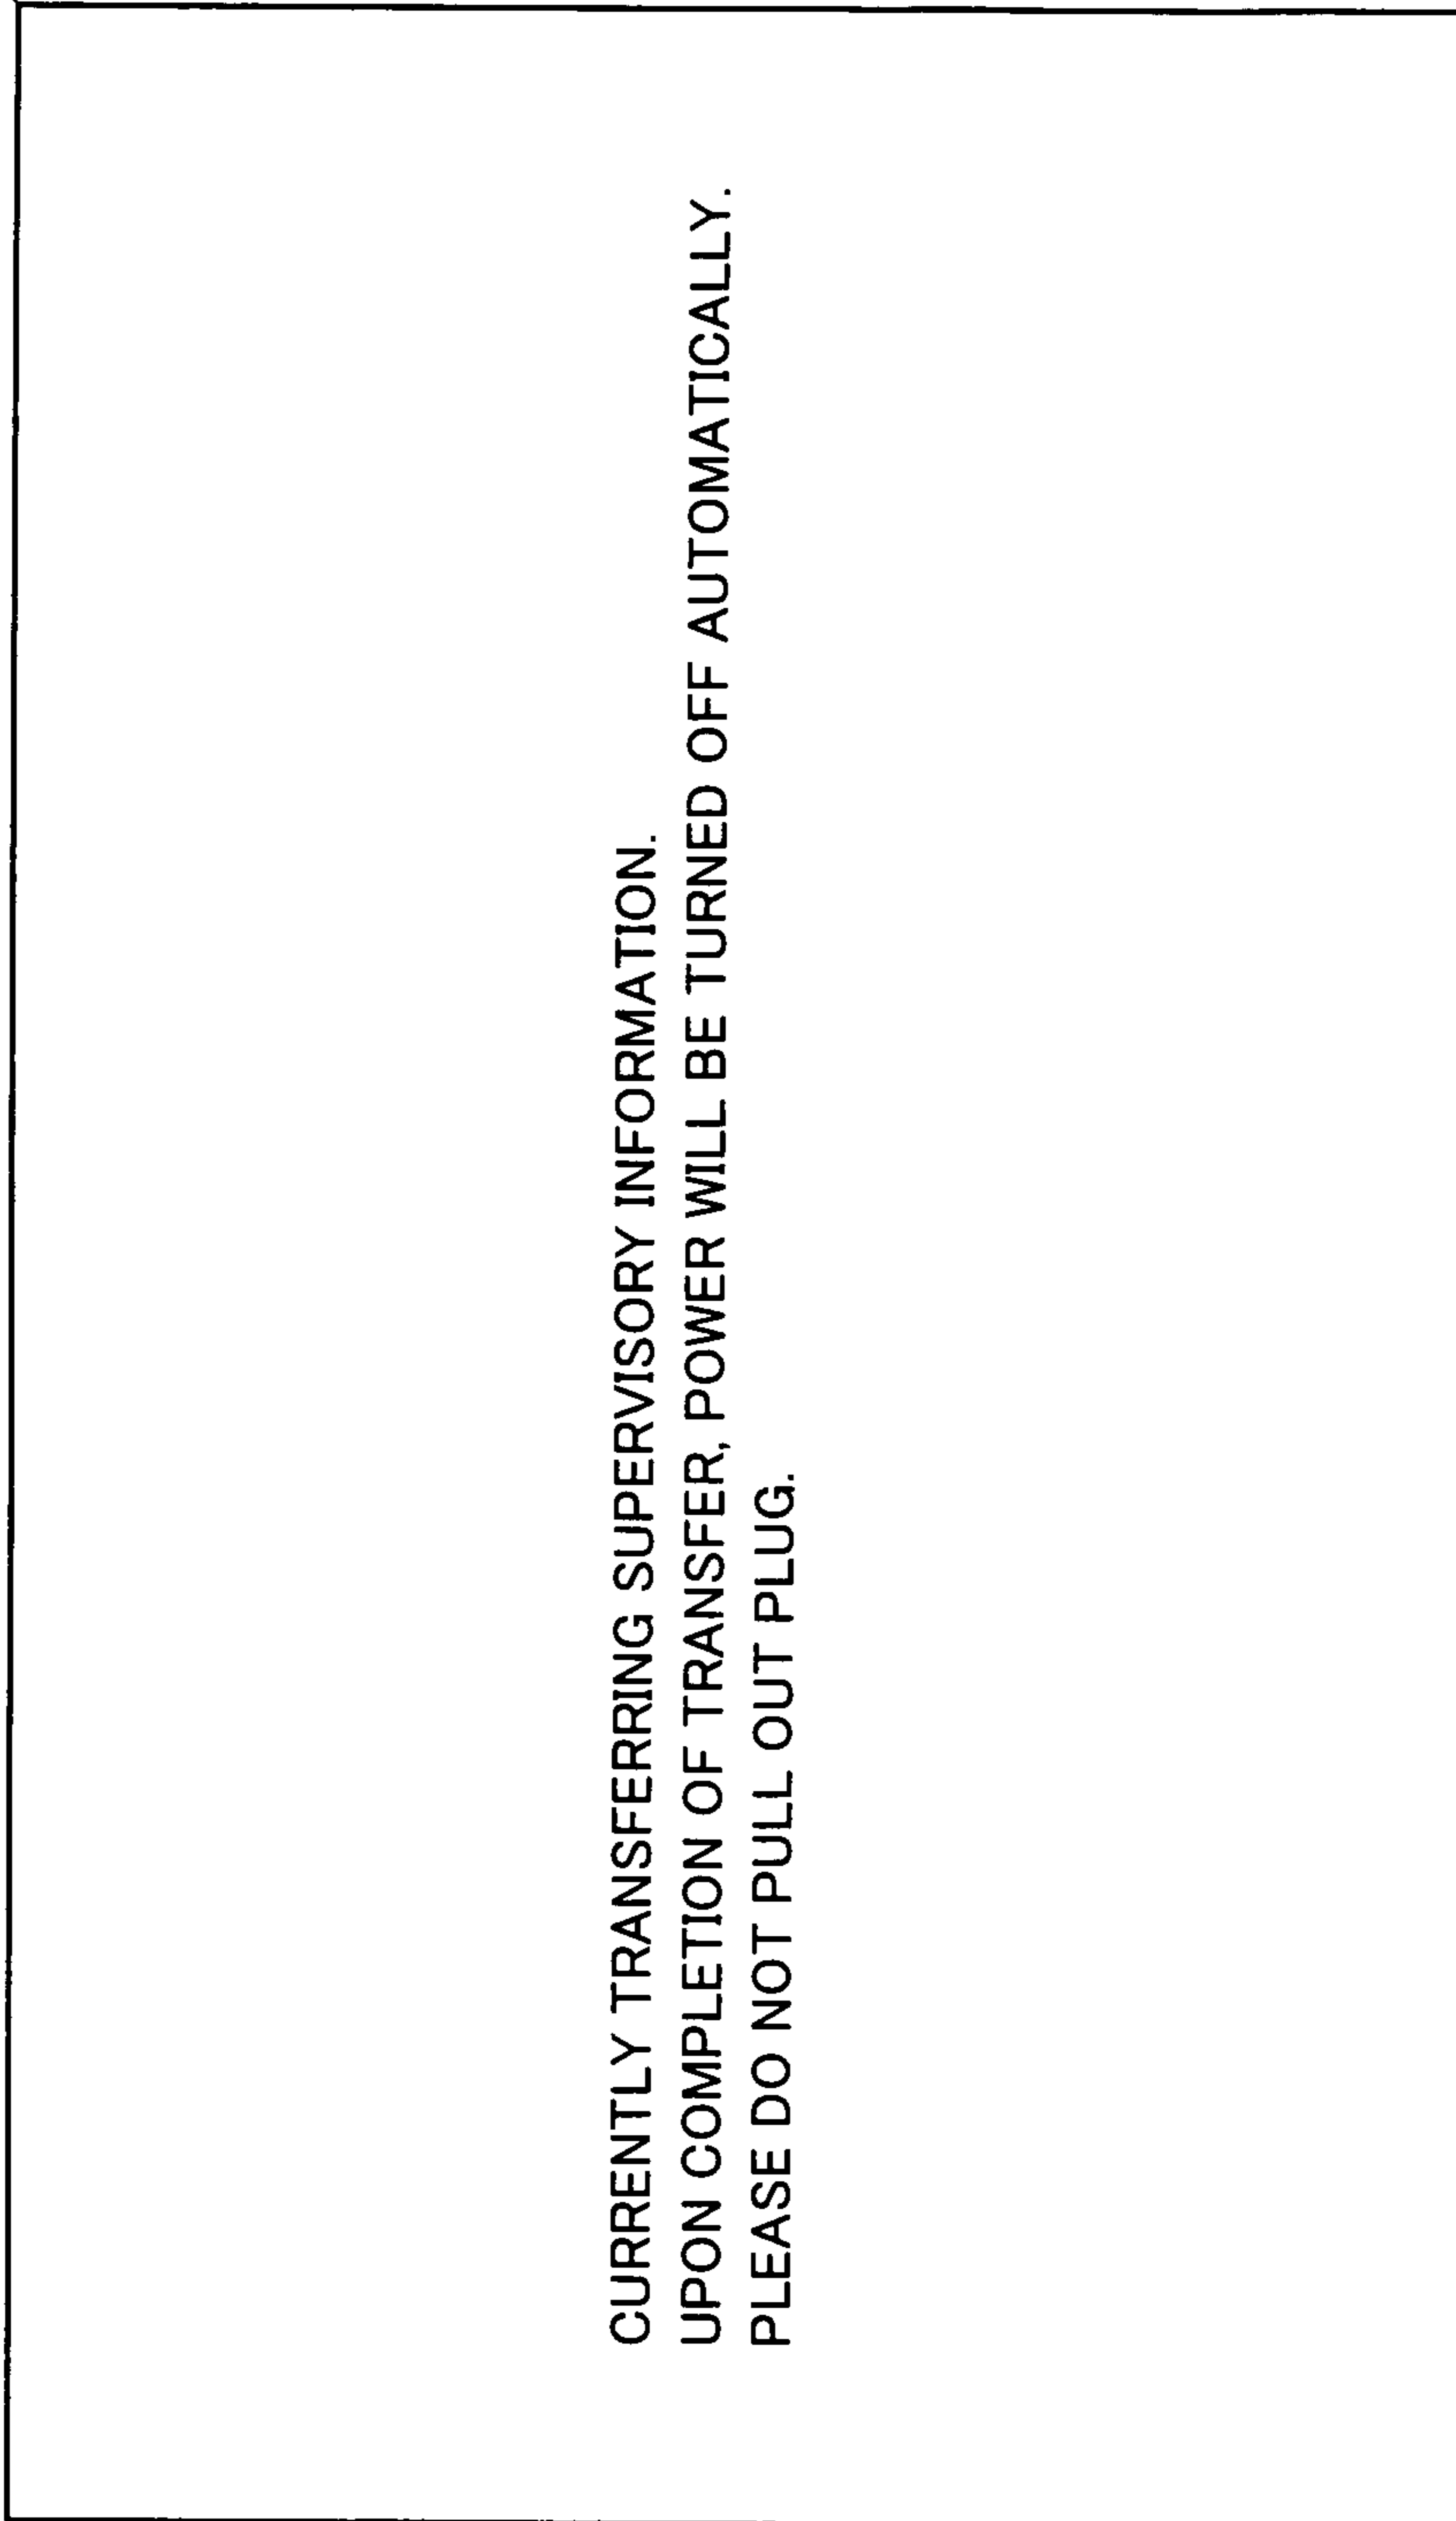 CURRENTLY TRANSFERRING SUPERVISORY INFORMATION.
UPON COMPLETION OF TRANSFER, POWER WILL BE TURNED OFF AUTOMATICALLY.
PLEASE DO NOT PULL OUT PLUG.